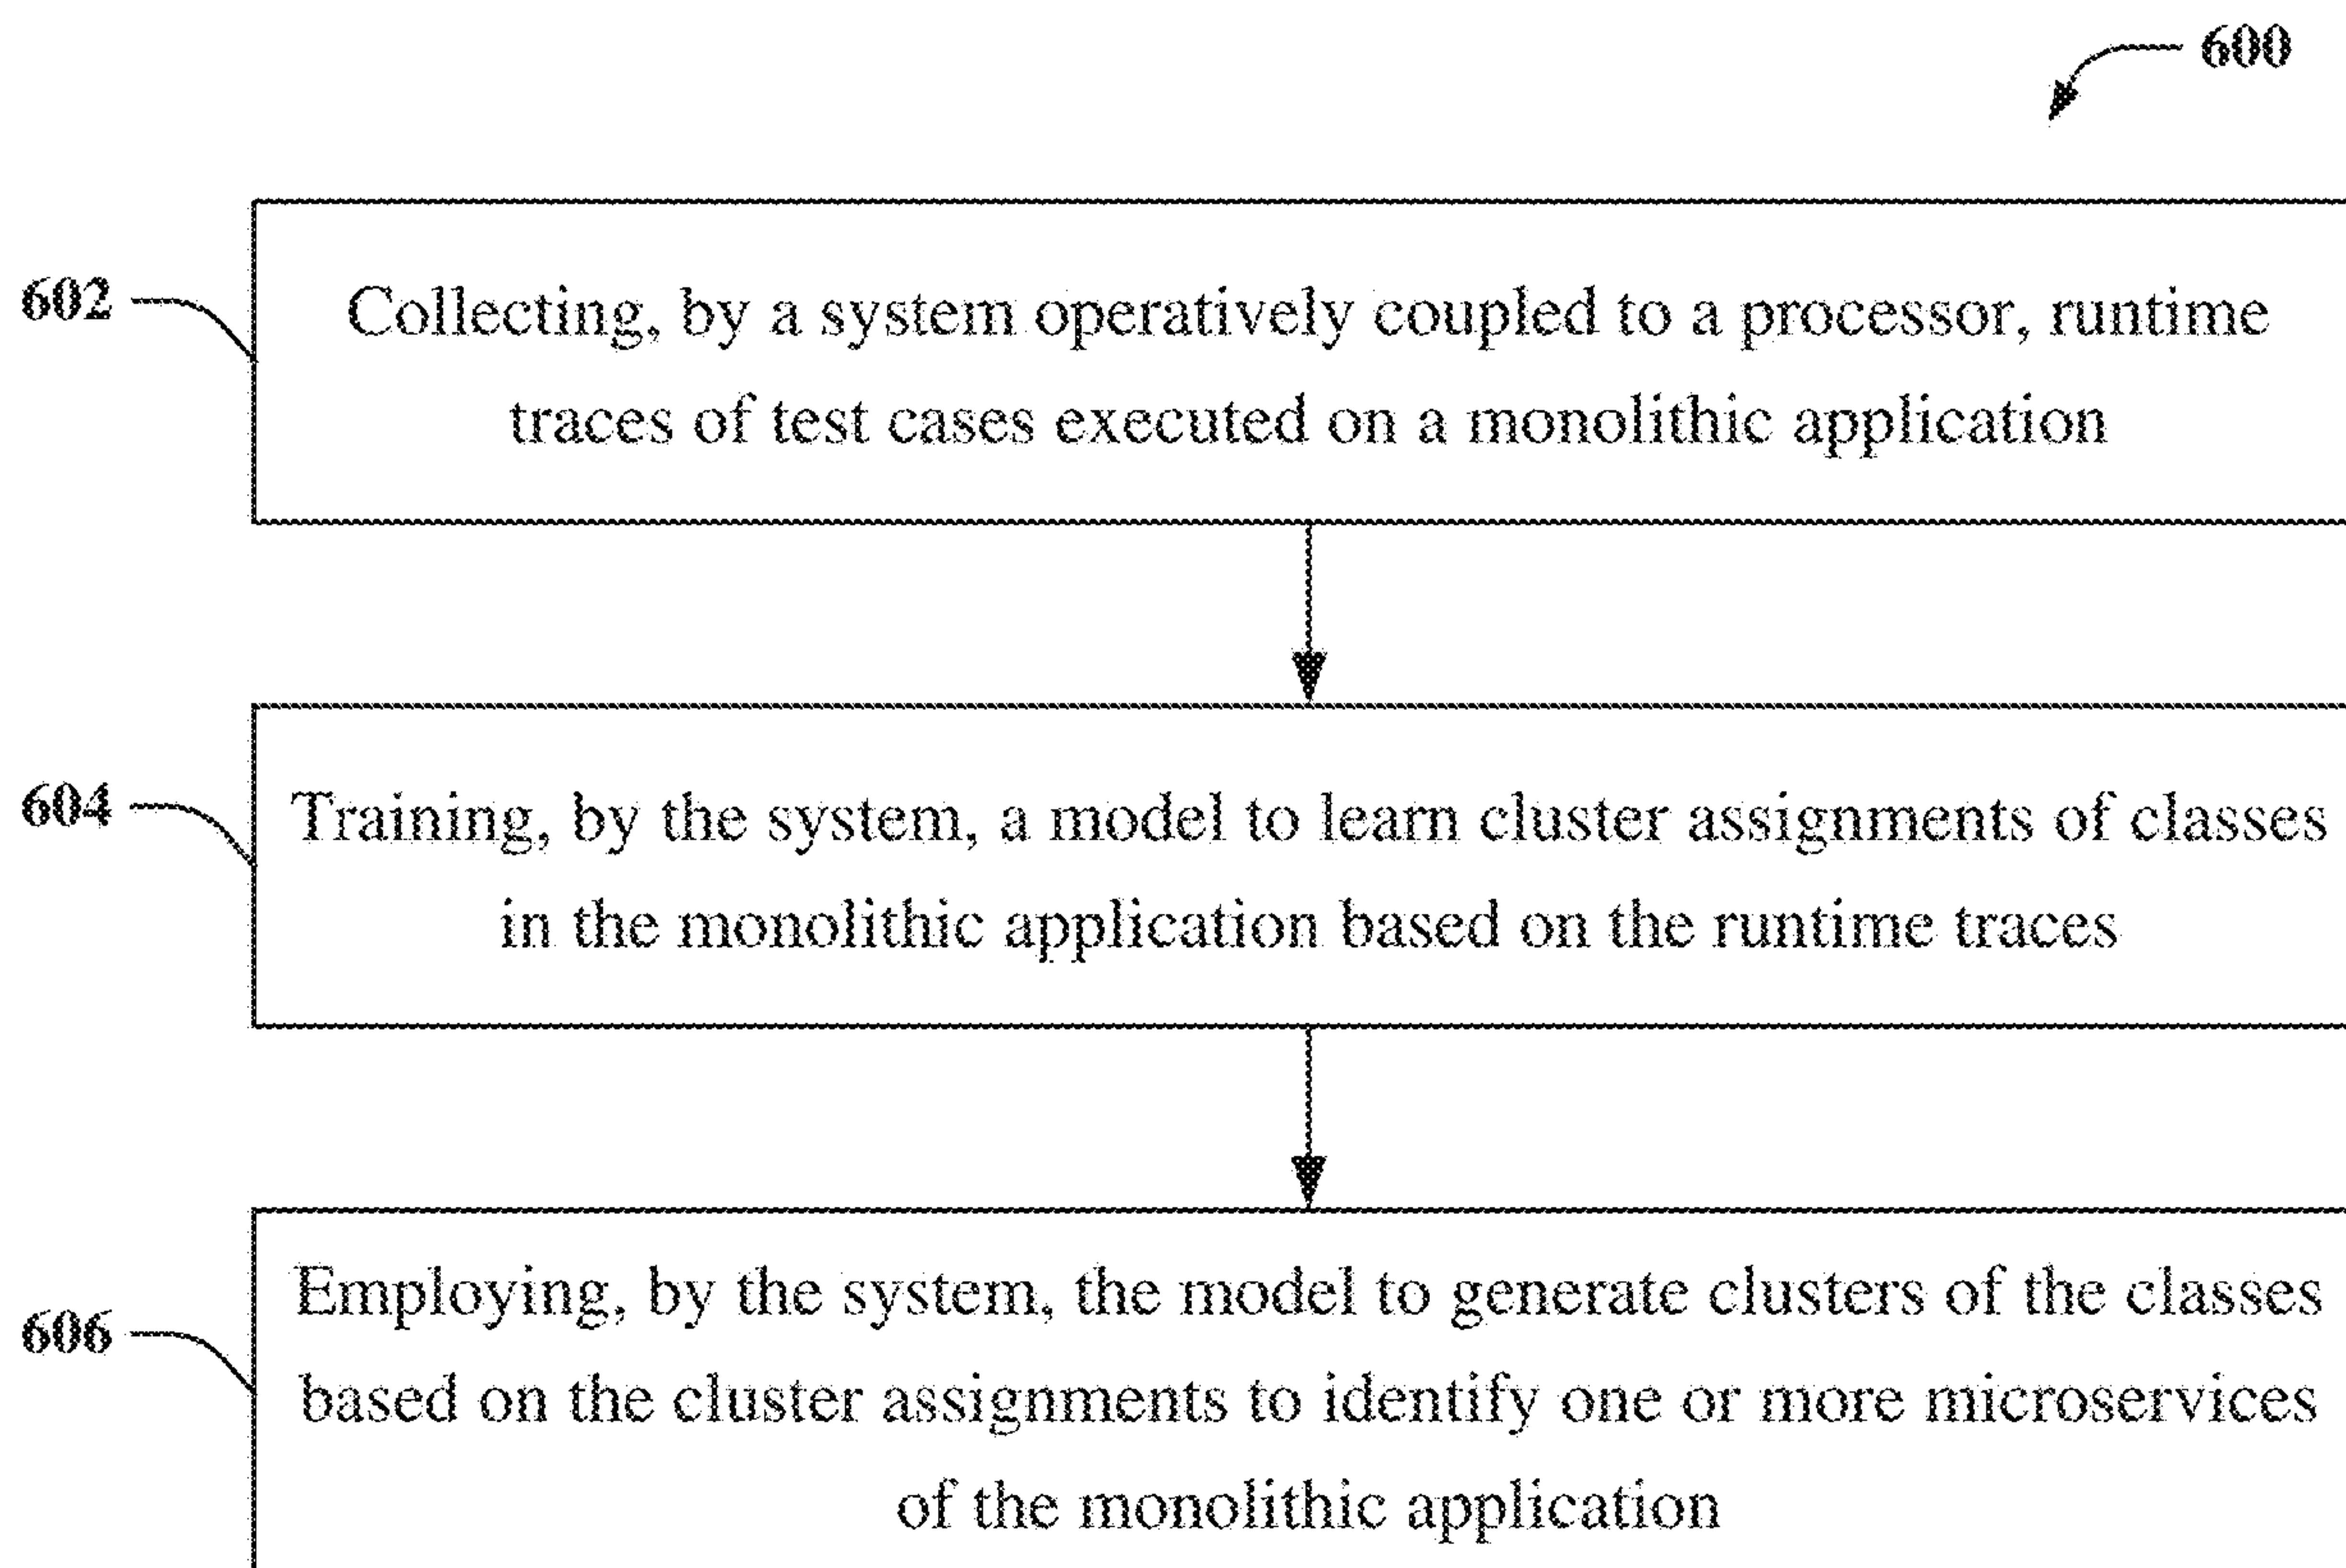 600
602
Collecting, by a system operatively coupled to a processor, runtime
traces of test cases executed on a monolithic application
604
Training, by the system, a model to learn cluster assignments of classes
in the monolithic application based on the runtime traces
606
Employing, by the system, the model to generate clusters of the classes
based on the cluster assignments to identify one or more microservices
of the monolithic application